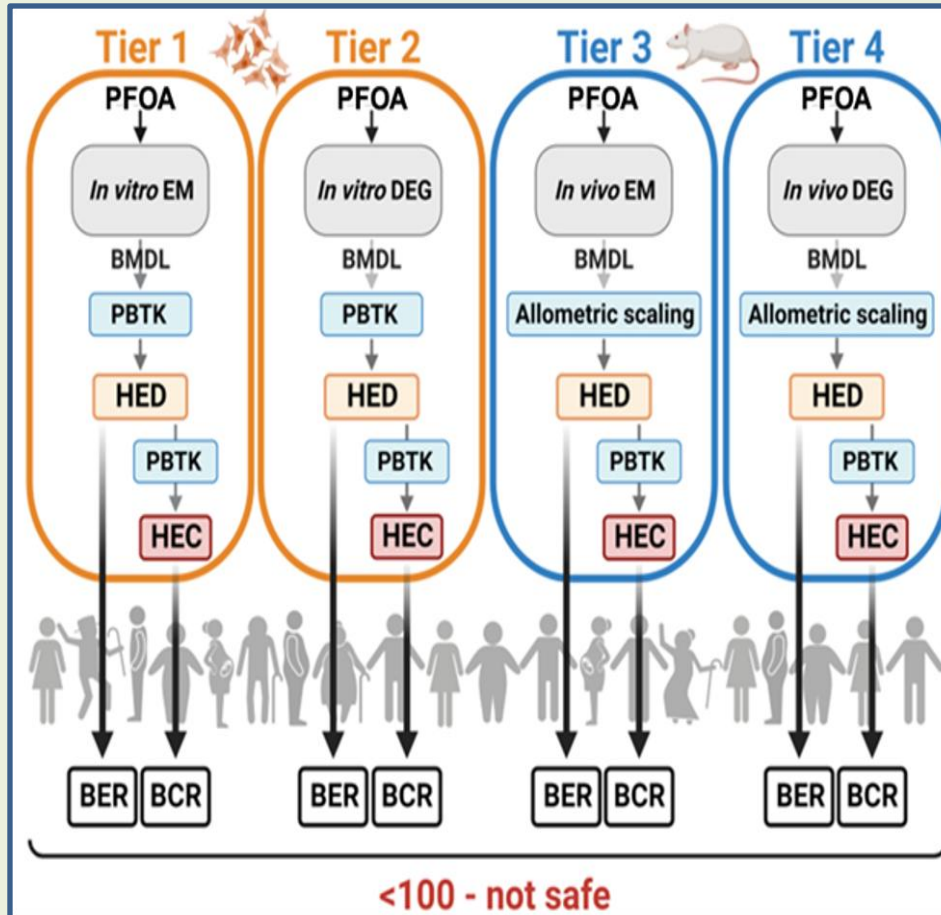 Tier 1
Tier 2
Tier 3
Tier 4
PFOA
PFOA
PFOA
PFOA
In vitro EM
In vitro DEG
In vivo EM
In vivo DEG
BMDL
BMDL
BMDL
BMDL
PBTK
PBTK
Allometric scaling
Allometric scaling
HED
HED
HED
HED
PBTK
PBTK
PBTK
PBTK
HEC
HEC
HEC
HEC
BER
BCR
BER
BCR
BER
BCR
BER
BCR
<100 - not safe